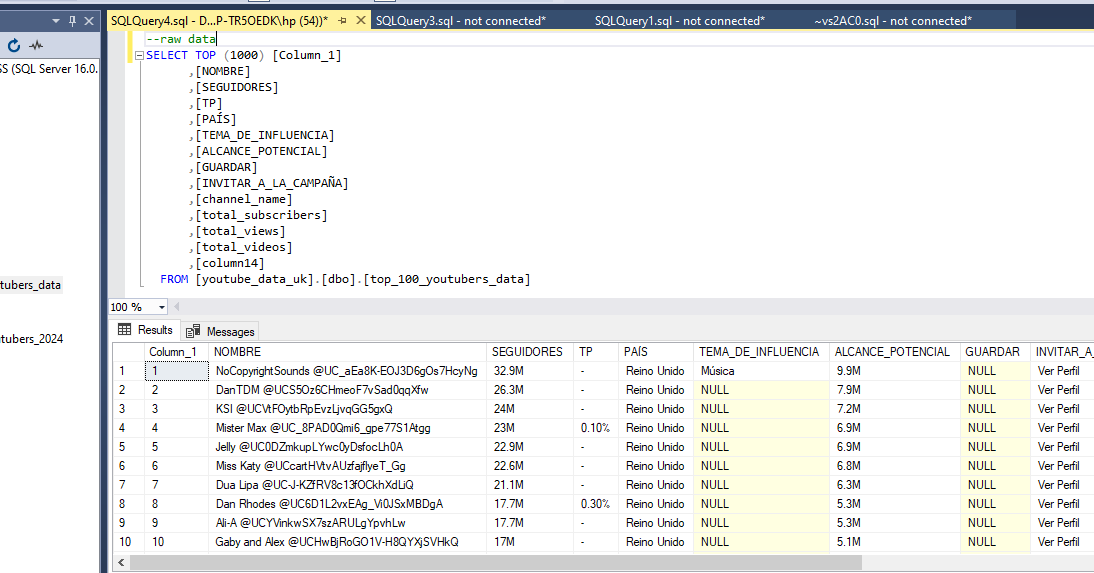 SQLQuery4.sql - D...P-TR5OEDK\hp (54))* SQLQuery3.sql - not connected* SQLQuery1.sql - not connected* ~vs2AC0.sql - not connected*
SS (SQL Server 16.0.
--raw data
SELECT TOP (1000) [Column_1]
,[NOMBRE]
,[SEGUIDORES]
,[TP]
,[PAÍS]
,[TEMA_DE_INFLUENCIA]
,[ALCANCE_POTENCIAL]
,[GUARDAR]
,[INVITAR_A_LA_CAMPAÑA]
,[channel_name]
,[total_subscribers]
,[total_views]
,[total_videos]
,[column14]
FROM [youtube_data_uk].[dbo].[top_100_youtubers_data]
tubers_data
utubers_2024
100 %
Results Messages
Column_1 NOMBRE SEGUIDORES TP PAÍS TEMA_DE_INFLUENCIA ALCANCE_POTENCIAL GUARDAR INVITAR_A_
1 1 NoCopyrightSounds @UC_aEa8K-EOJ3D6gOs7HcyNg 32.9M - Reino Unido Música 9.9M NULL Ver Perfil
2 2 DanTDM @UCS5Oz6CHmeoF7vSad0qqXfw 26.3M - Reino Unido NULL 7.9M NULL Ver Perfil
3 3 KSI @UCVtFOytbRpEvzLjvqGG5gxQ 24M - Reino Unido NULL 7.2M NULL Ver Perfil
4 4 Mister Max @UC_8PAD0Qmi6_gpe77S1Atgg 23M 0.10% Reino Unido NULL 6.9M NULL Ver Perfil
5 5 Jelly @UC0DZmkupLYwc0yDsfocLh0A 22.9M - Reino Unido NULL 6.9M NULL Ver Perfil
6 6 Miss Katy @UCcartHVtvAUzfajflyeT_Gg 22.6M - Reino Unido NULL 6.8M NULL Ver Perfil
7 7 Dua Lipa @UC-J-KZfRV8c13fOCkhXdLiQ 21.1M - Reino Unido NULL 6.3M NULL Ver Perfil
8 8 Dan Rhodes @UC6D1L2vxEAg_Vi0JSxMBDgA 17.7M 0.30% Reino Unido NULL 5.3M NULL Ver Perfil
9 9 Ali-A @UCYVinkwSX7szARULgYpvhLw 17.7M - Reino Unido NULL 5.3M NULL Ver Perfil
10 10 Gaby and Alex @UCHwBjRoGO1V-H8QYXjSVHkQ 17M - Reino Unido NULL 5.1M NULL Ver Perfil